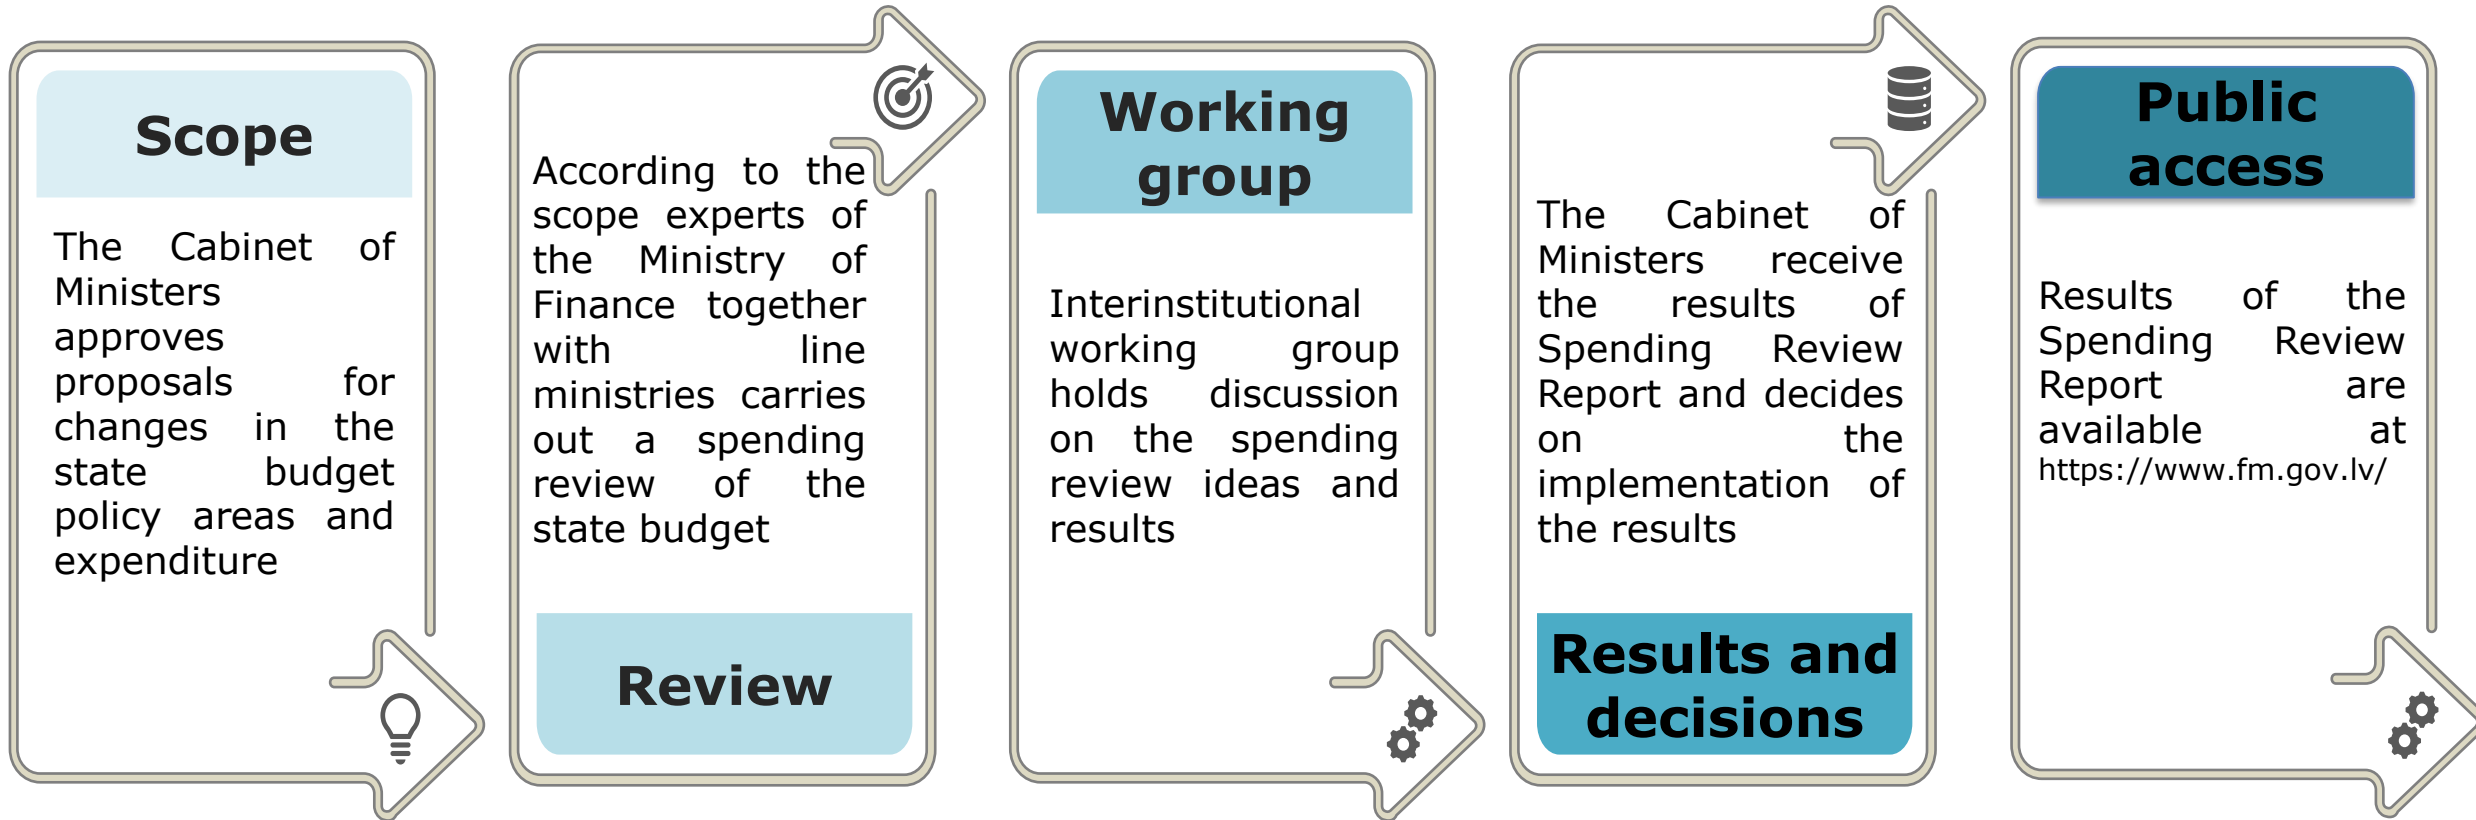 Scope
The Cabinet of
Ministers
approves
proposals for
changes in the
state budget
policy areas and
expenditure
According to the
scope experts of
the Ministry of
Finance together
with line
ministries carries
out a spending
review of the
state budget
Review
Working
group
Interinstitutional
working group
holds discussion
on the spending
review ideas and
results
The Cabinet of
Ministers receive
the results of
Spending Review
Report and decides
on the
implementation of
the results
Results and
decisions
Public
access
Results of the
Spending Review
Report are
available at
https://www.fm.gov.lv/